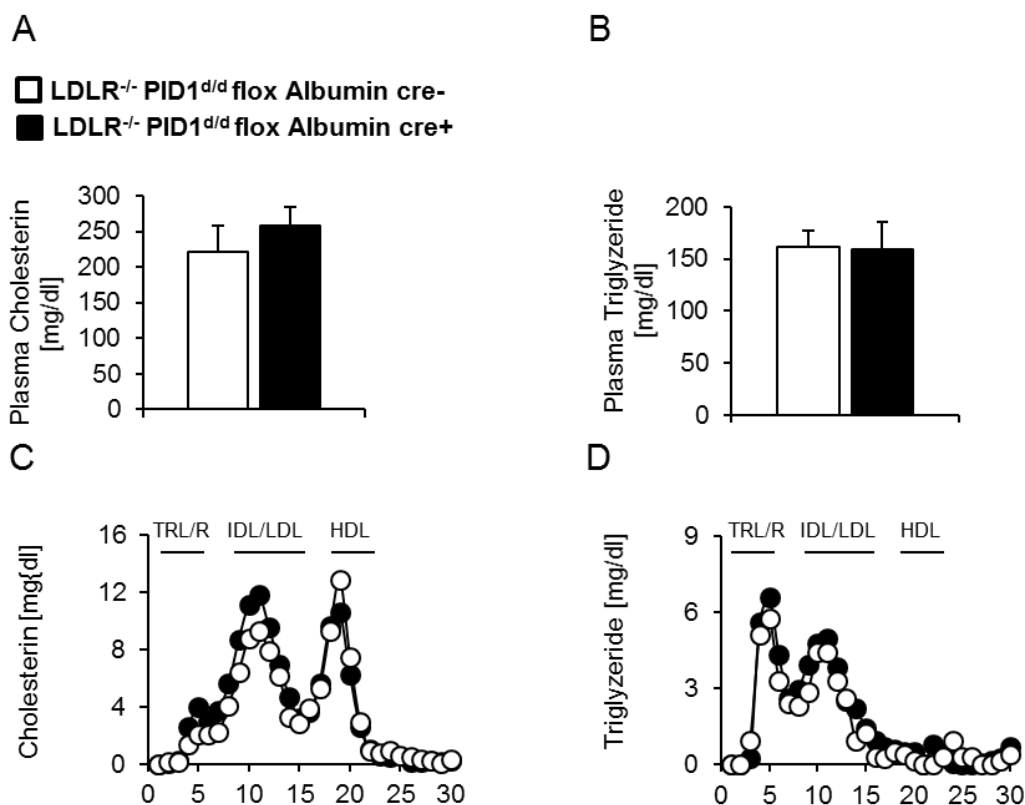 A
B
LDLR-/- PID1d/d flox Albumin cre-
LDLR-/- PID1d/d flox Albumin cre+
Plasma Cholesterin
[mg/dl]
300
250
200
150
100
50
0
Plasma Triglyzeride
[mg/dl]
200
150
100
50
0
C
D
Cholesterin [mg{dl]
TRL/R IDL/LDL HDL
16
12
8
4
0
0 5 10 15 20 25 30
Triglyzeride [mg/dl]
TRL/R IDL/LDL HDL
9
6
3
0
0 5 10 15 20 25 30